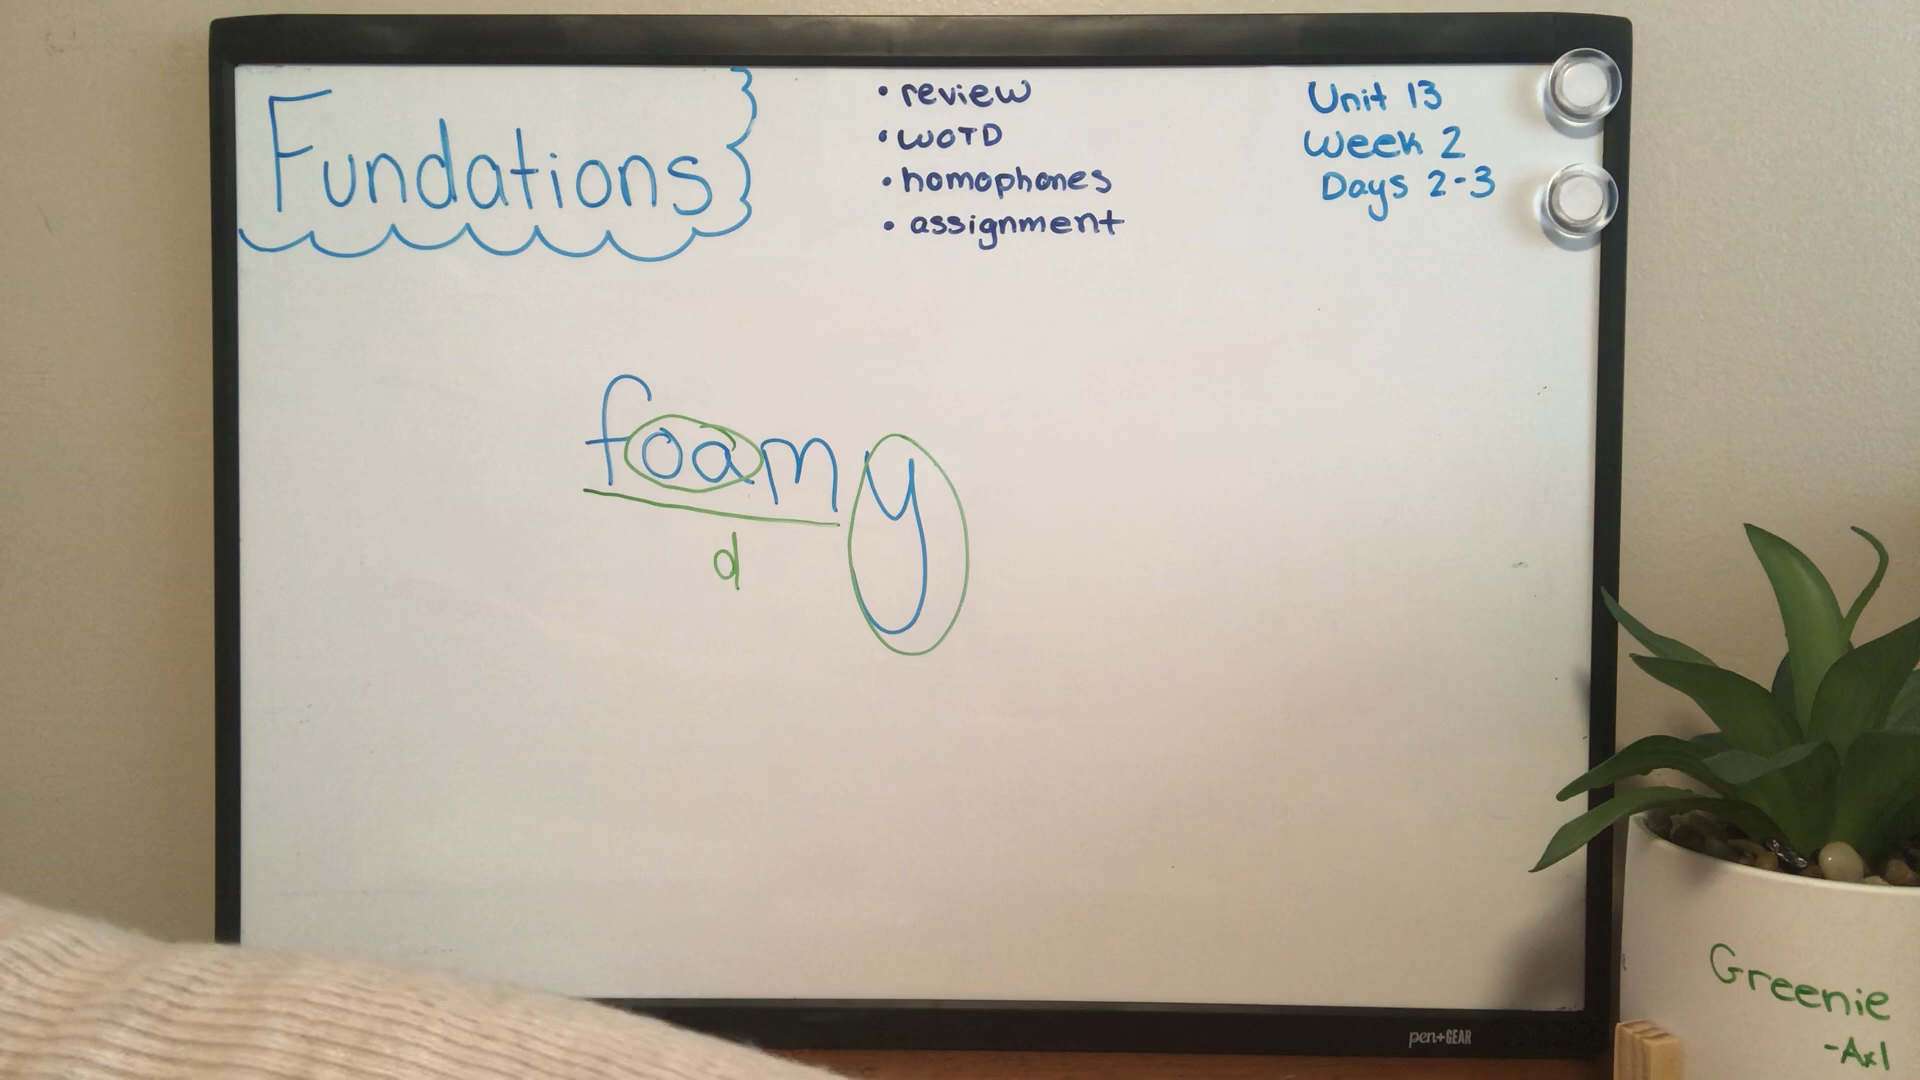 Fundations
• review
• WOTD
• homophones
• assignment
Unit 13
Week 2
Days 2-3
foamy
d
pen+GEAR
Greenie
-Axl